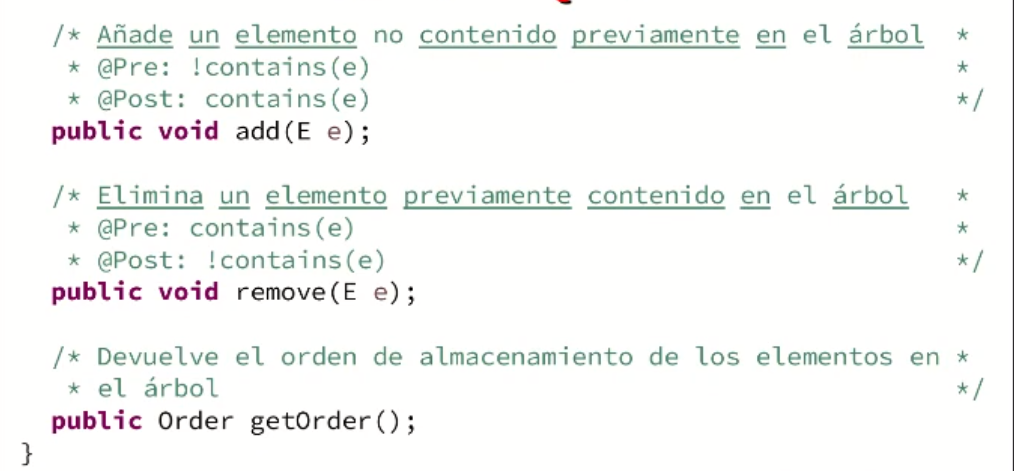 /* Añade un elemento no contenido previamente en el árbol *
* @Pre: !contains(e) *
* @Post: contains(e) */
public void add(E e);
/* Elimina un elemento previamente contenido en el árbol *
* @Pre: contains(e) *
* @Post: !contains(e) */
public void remove(E e);
/* Devuelve el orden de almacenamiento de los elementos en *
* el árbol */
public Order getOrder();
}